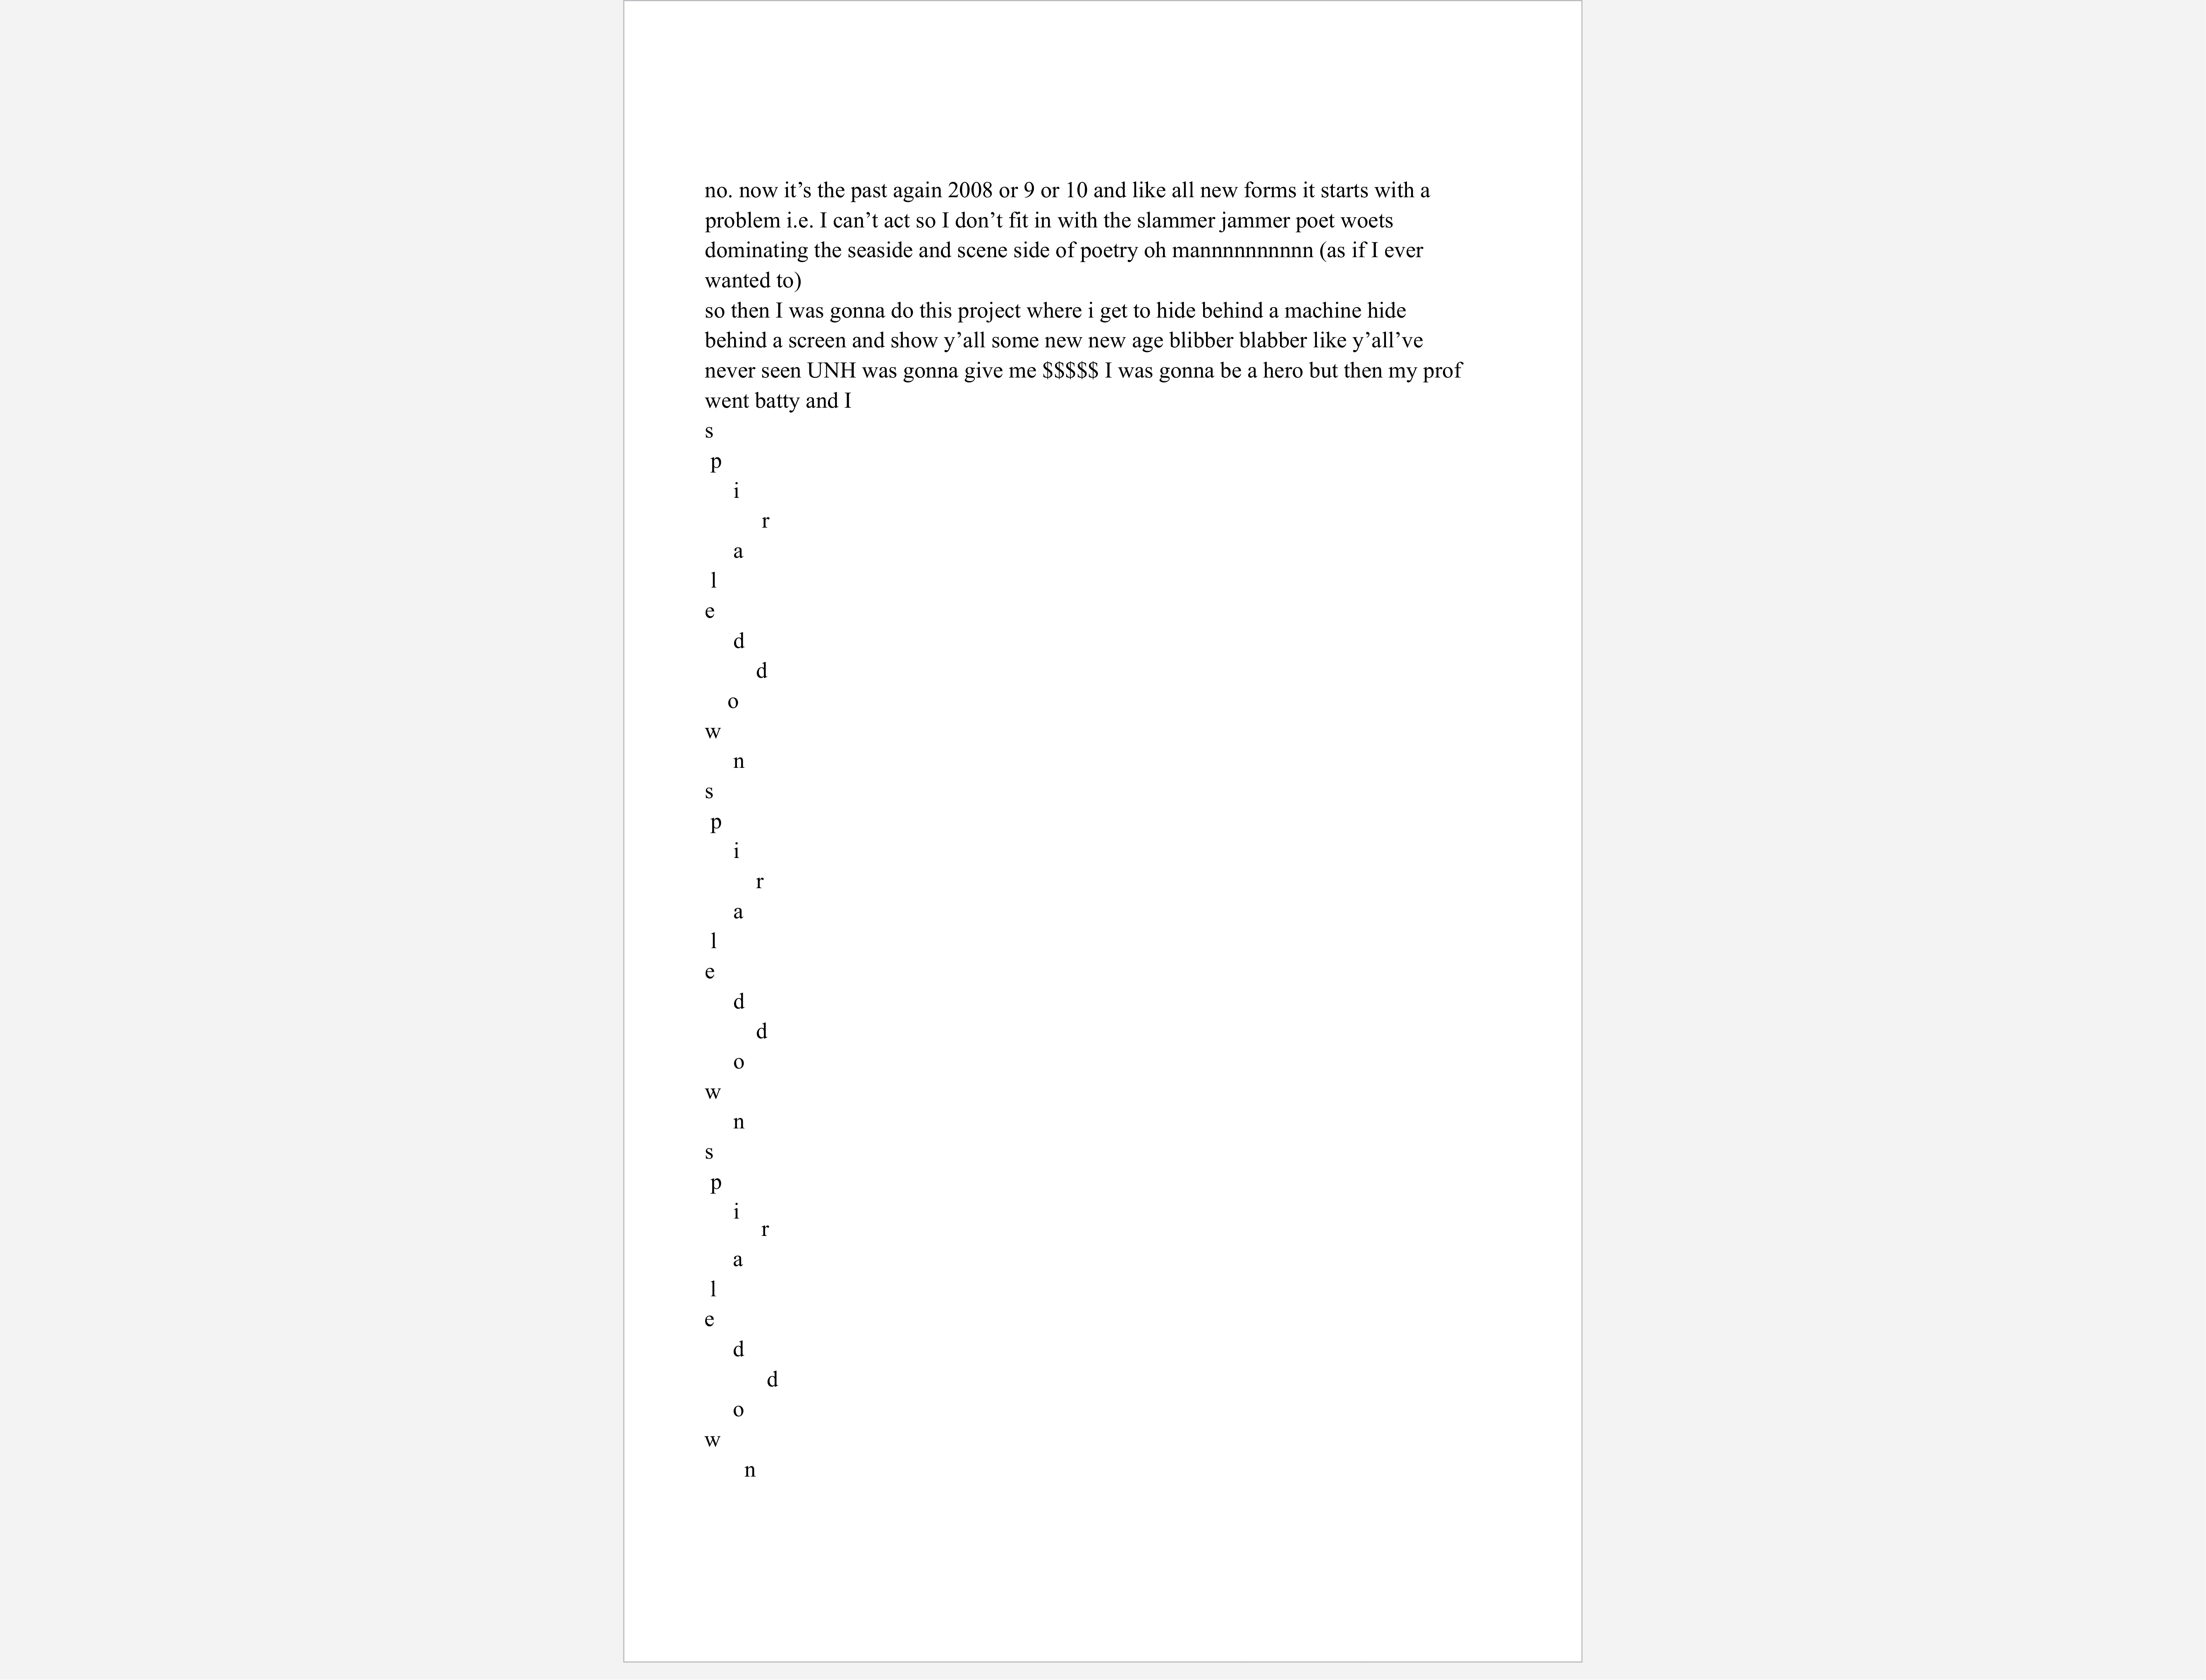 no. now it’s the past again 2008 or 9 or 10 and like all new forms it starts with a
problem i.e. I can’t act so I don’t fit in with the slammer jammer poet woets
dominating the seaside and scene side of poetry oh mannnnnnnnnn (as if I ever
wanted to)
so then I was gonna do this project where i get to hide behind a machine hide
behind a screen and show y’all some new new age blibber blabber like y’all’ve
never seen UNH was gonna give me $$$$$ I was gonna be a hero but then my prof
went batty and I
s
p
i
r
a
l
e
d
d
o
w
n
s
p
i
r
a
l
e
d
d
o
w
n
s
p
i
r
a
l
e
d
d
o
w
n